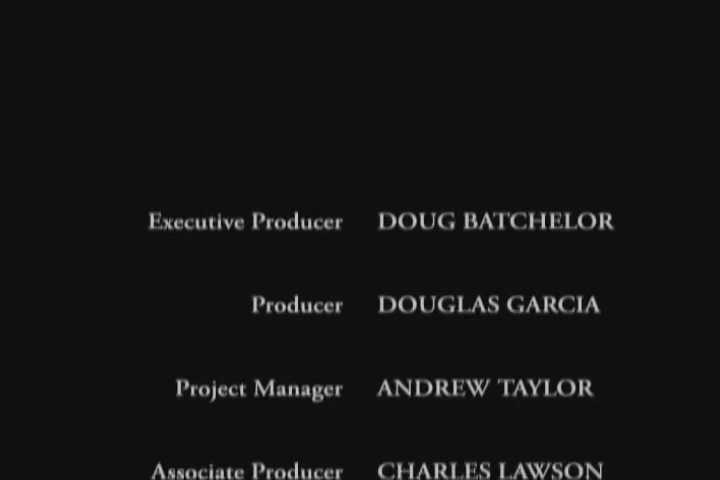 Executive Producer DOUG BATCHELOR
Producer DOUGLAS GARCIA
Project Manager ANDREW TAYLOR
Associate Producer CHARLES LAWSON